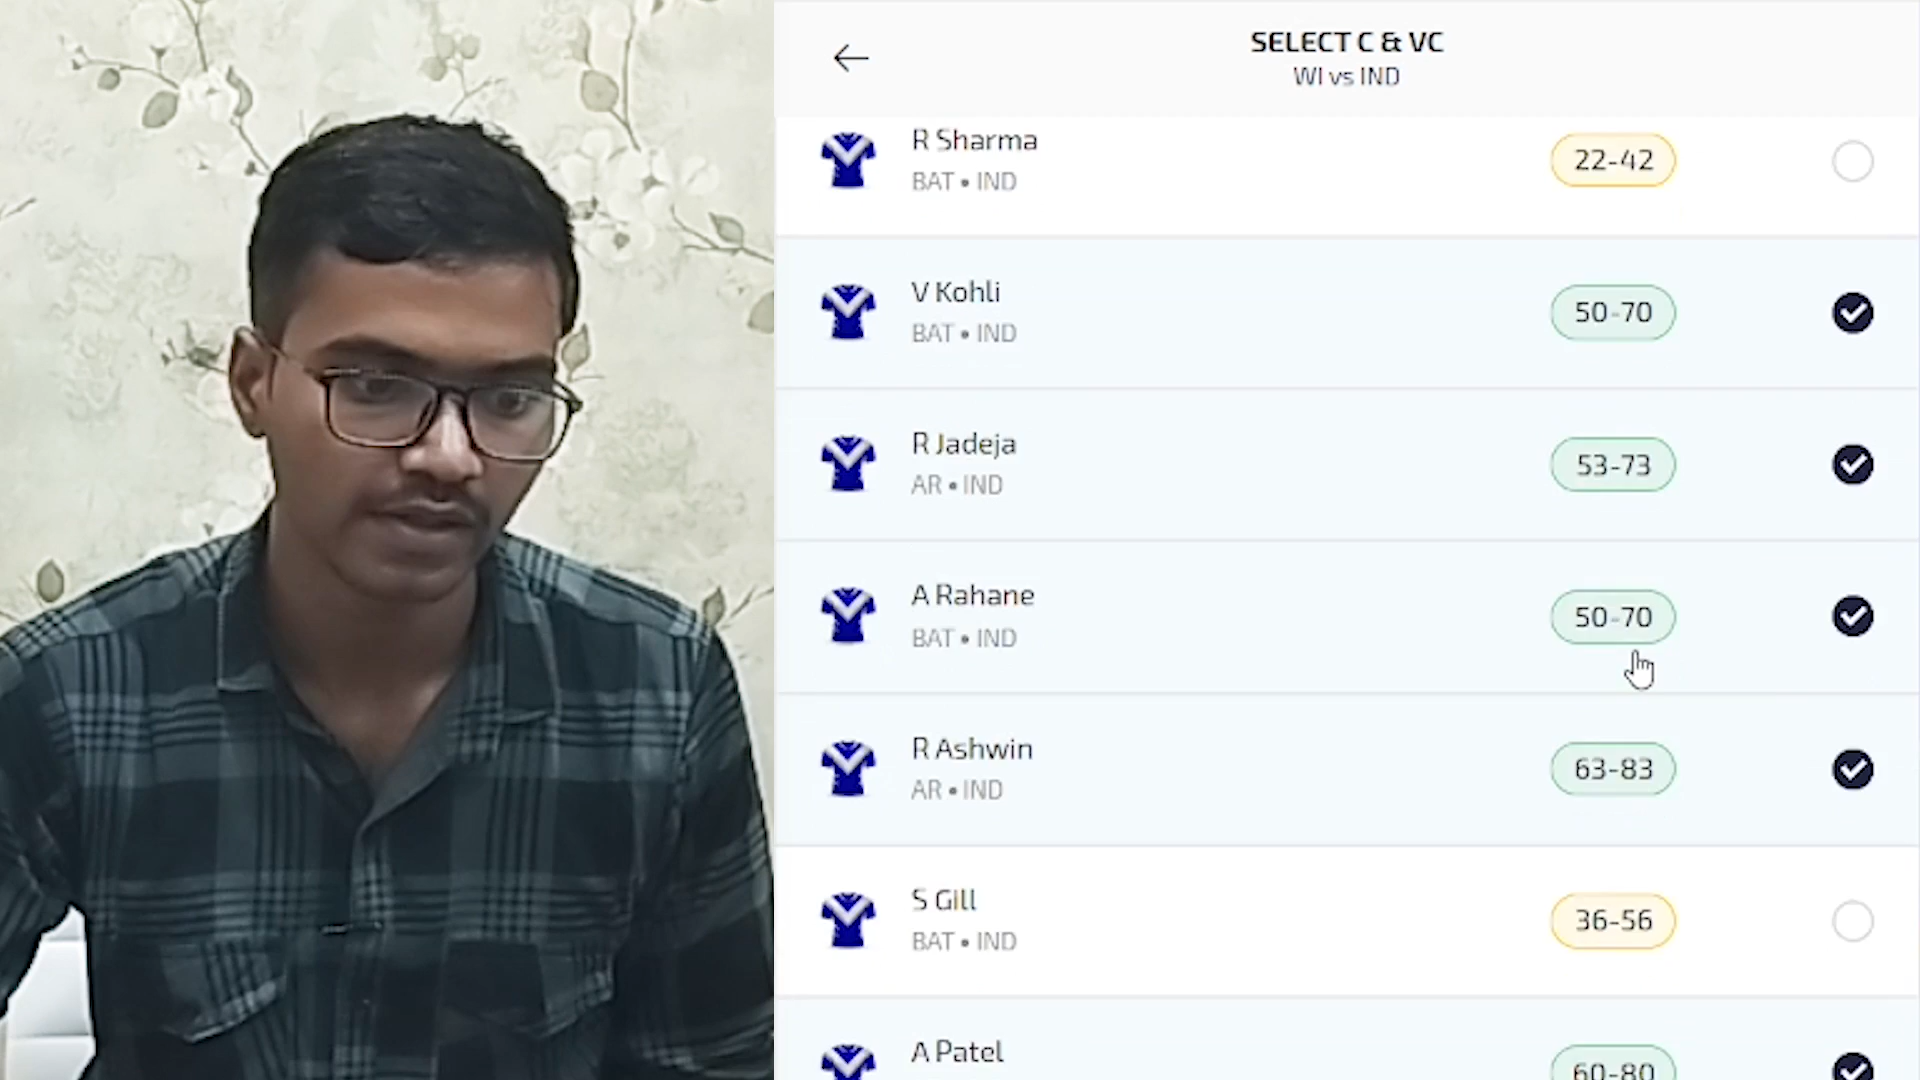 SELECT C & VC
WI vs IND
R Sharma
BAT • IND
22-42
V Kohli
BAT • IND
50-70
R Jadeja
AR • IND
53-73
A Rahane
BAT • IND
50-70
R Ashwin
AR • IND
63-83
S Gill
BAT • IND
36-56
A Patel
60-80